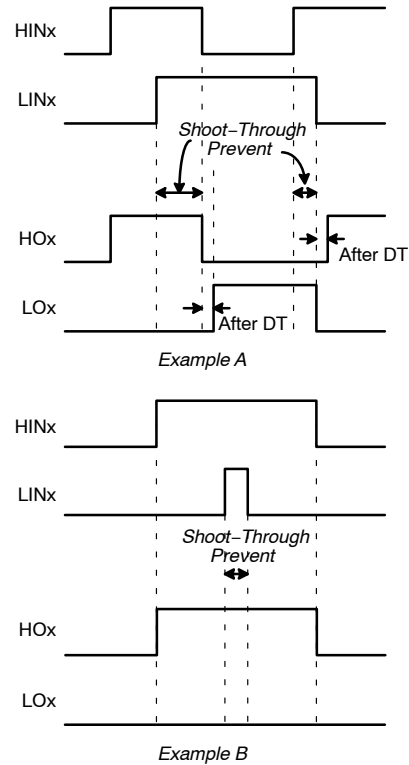 HINx
LINx
Shoot−Through
Prevent
HOx
After DT
LOx
After DT
Example A
HINx
LINx
Shoot−Through
Prevent
HOx
LOx
Example B